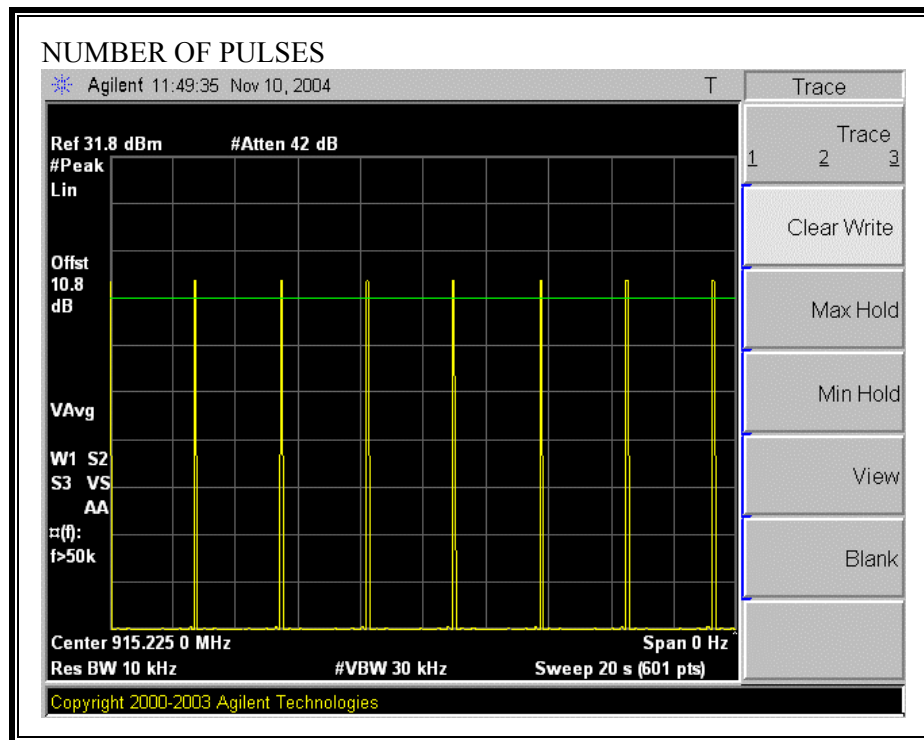 NUMBER OF PULSES
Agilent 11:49:35 Nov 10, 2004 T
Trace
Ref 31.8 dBm #Atten 42 dB
#Peak
Lin
Offst
10.8
dB
VAvg
W1 S2
S3 VS
AA
¤(f):
f>50k
Center 915.225 0 MHz Span 0 Hz^
Res BW 10 kHz #VBW 30 kHz Sweep 20 s (601 pts)
Trace
1 2 3
Clear Write
Max Hold
Min Hold
View
Blank
Copyright 2000-2003 Agilent Technologies